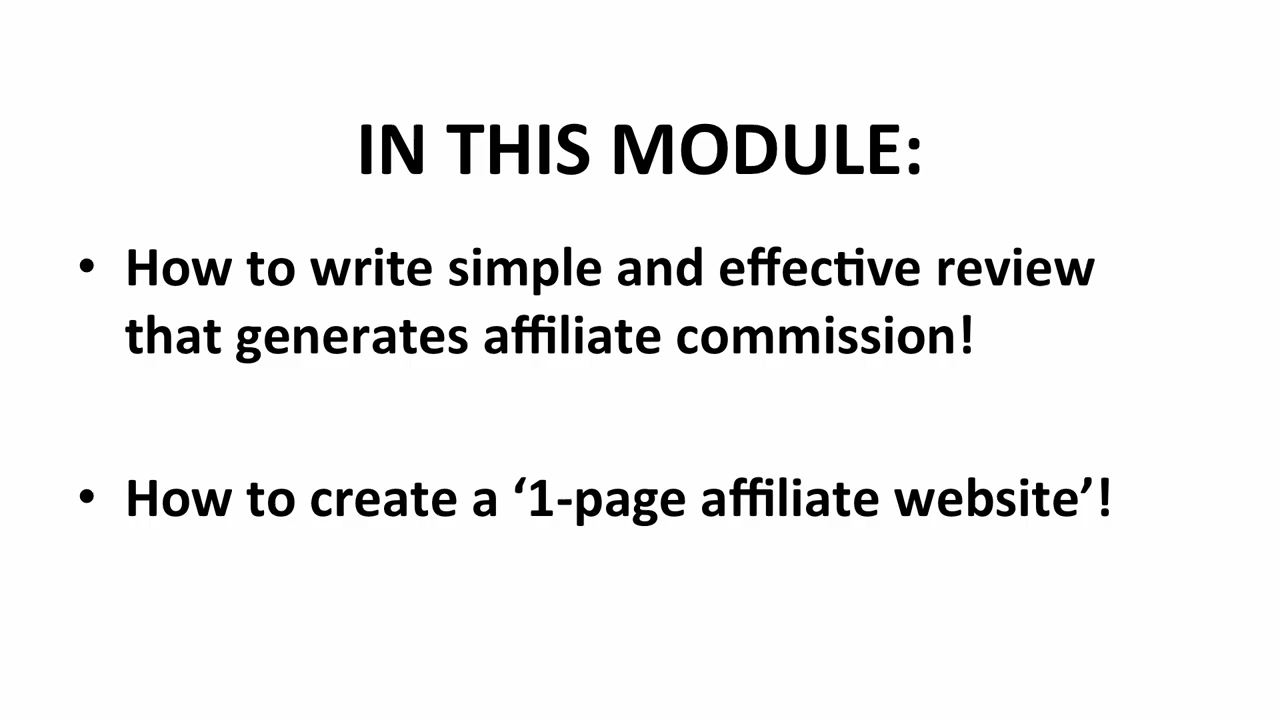 IN THIS MODULE:
• How to write simple and effective review
that generates affiliate commission!
• How to create a ‘1-page affiliate website’!